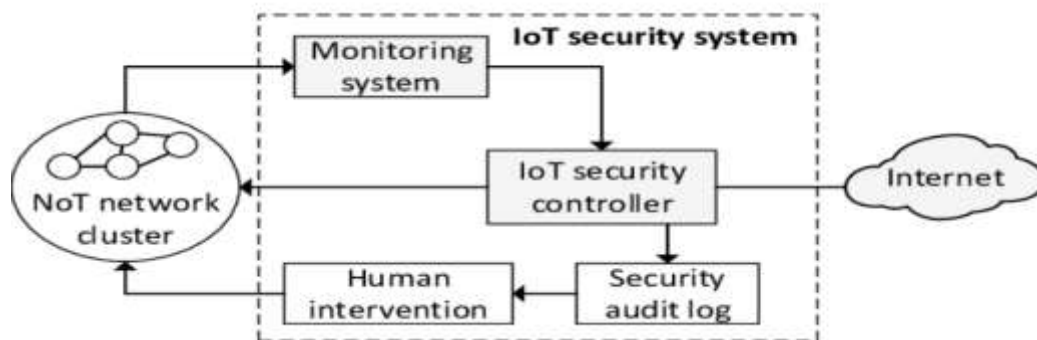 IoT security system
Monitoring
system
IoT security
controller
Internet
NoT network
cluster
Human
intervention
Security
audit log